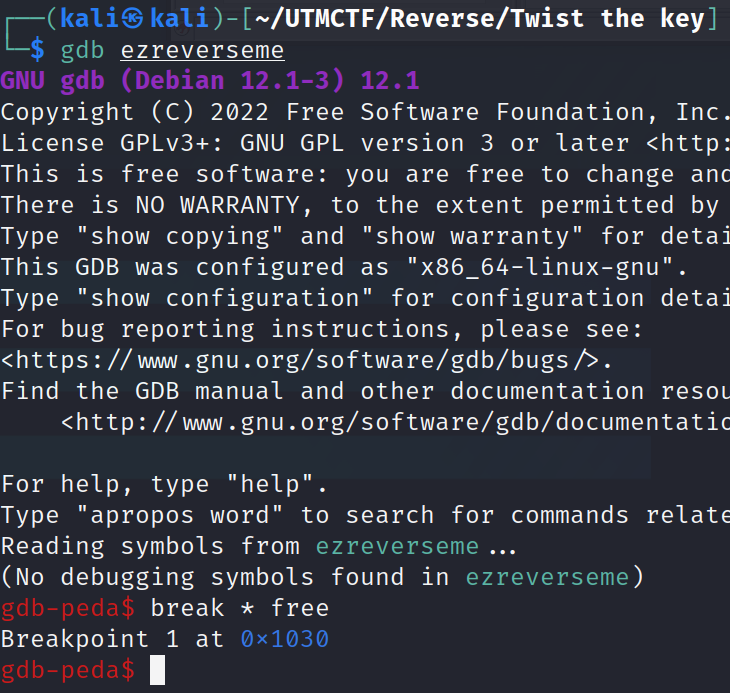 ┌──(kali㉿kali)-[~/UTMCTF/Reverse/Twist the key]
└─$ gdb ezreverseme
GNU gdb (Debian 12.1-3) 12.1
Copyright (C) 2022 Free Software Foundation, Inc.
License GPLv3+: GNU GPL version 3 or later <http:
This is free software: you are free to change and
There is NO WARRANTY, to the extent permitted by
Type "show copying" and "show warranty" for detai
This GDB was configured as "x86_64-linux-gnu".
Type "show configuration" for configuration detai
For bug reporting instructions, please see:
<https://www.gnu.org/software/gdb/bugs/>.
Find the GDB manual and other documentation resou
    <http://www.gnu.org/software/gdb/documentatio

For help, type "help".
Type "apropos word" to search for commands relate
Reading symbols from ezreverseme...
(No debugging symbols found in ezreverseme)
gdb-peda$ break * free
Breakpoint 1 at 0x1030
gdb-peda$